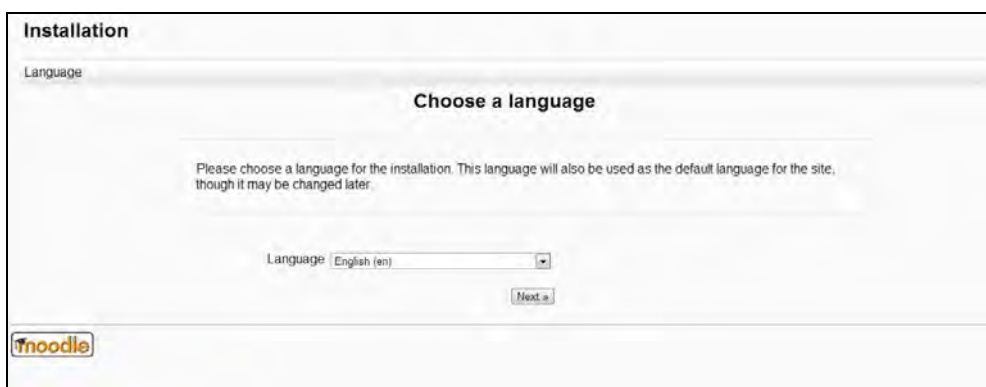 Installation
Language
Choose a language
Please choose a language for the installation. This language will also be used as the default language for the site,
though it may be changed later.
Language English (en)
Next »
moodle